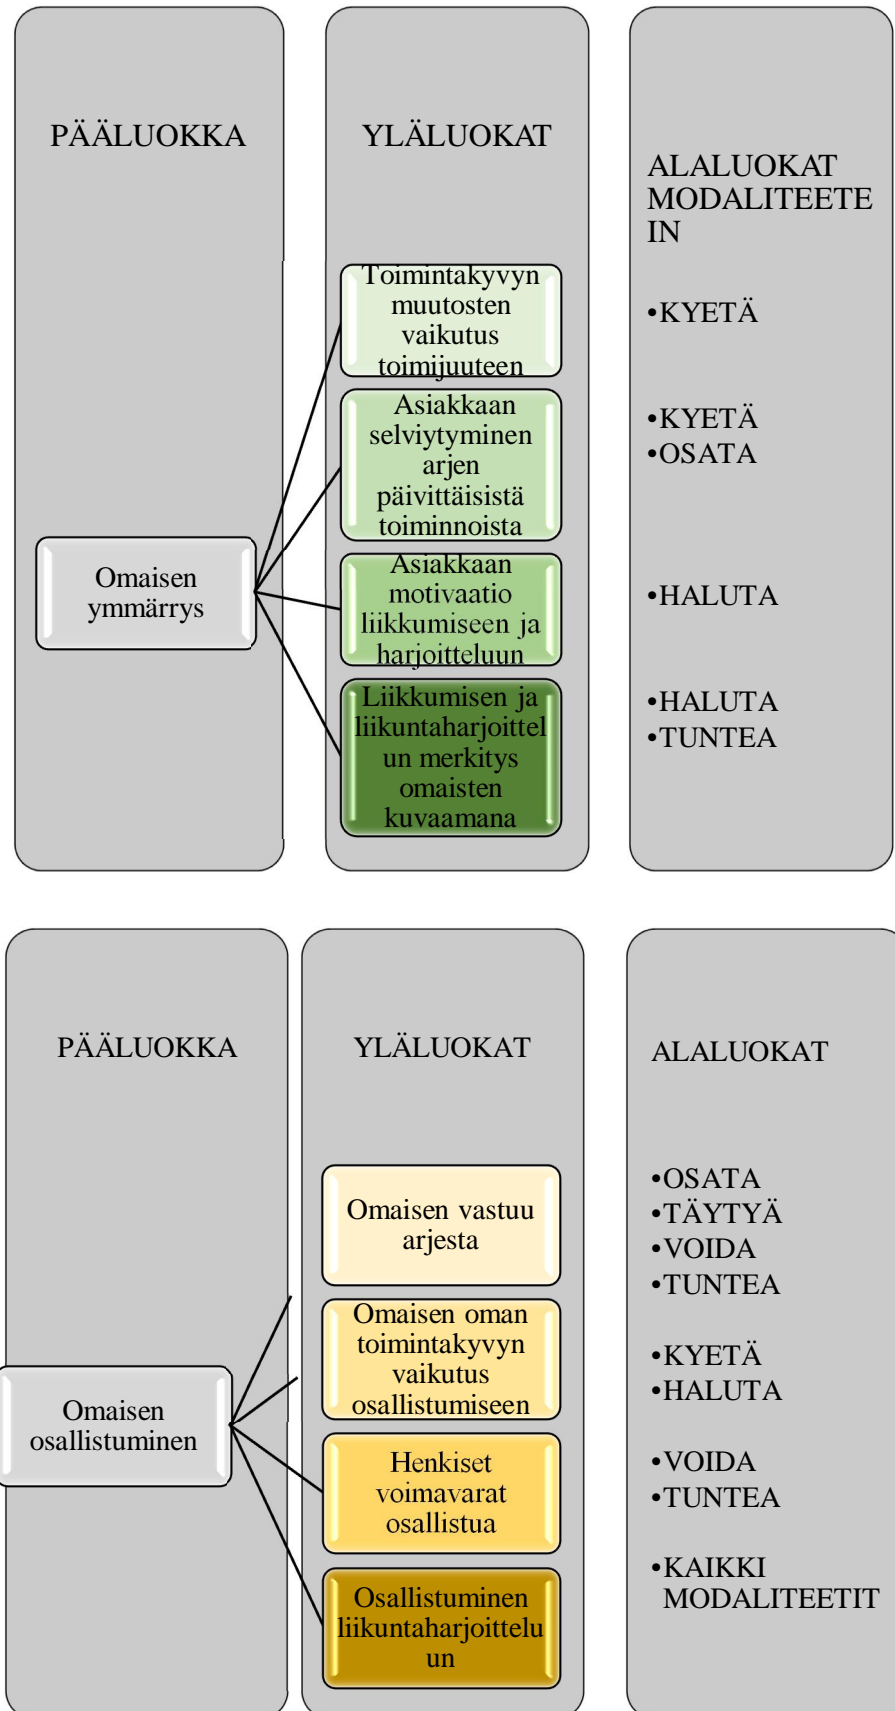 PÄÄLUOKKA
YLÄLUOKAT
ALALUOKAT
MODALITEETE
IN
Toimintakyvyn
muutosten
vaikutus
toimijuuteen
•KYETÄ
Asiakkaan
selviytyminen
arjen
päivittäisistä
toiminnoista
•KYETÄ
•OSATA
Omaisen
ymmärrys
Asiakkaan
motivaatio
liikkumiseen ja
harjoitteluun
•HALUTA
Liikkumisen ja
liikuntaharjoittel
un merkitys
omaisten
kuvaamana
•HALUTA
•TUNTEA
PÄÄLUOKKA
YLÄLUOKAT
ALALUOKAT
Omaisen vastuu
arjesta
•OSATA
•TÄYTYÄ
•VOIDA
•TUNTEA
Omaisen oman
toimintakyvyn
vaikutus
osallistumiseen
•KYETÄ
•HALUTA
Omaisen
osallistuminen
Henkiset
voimavarat
osallistua
•VOIDA
•TUNTEA
Osallistuminen
liikuntaharjoittelu
un
•KAIKKI
MODALITEETIT